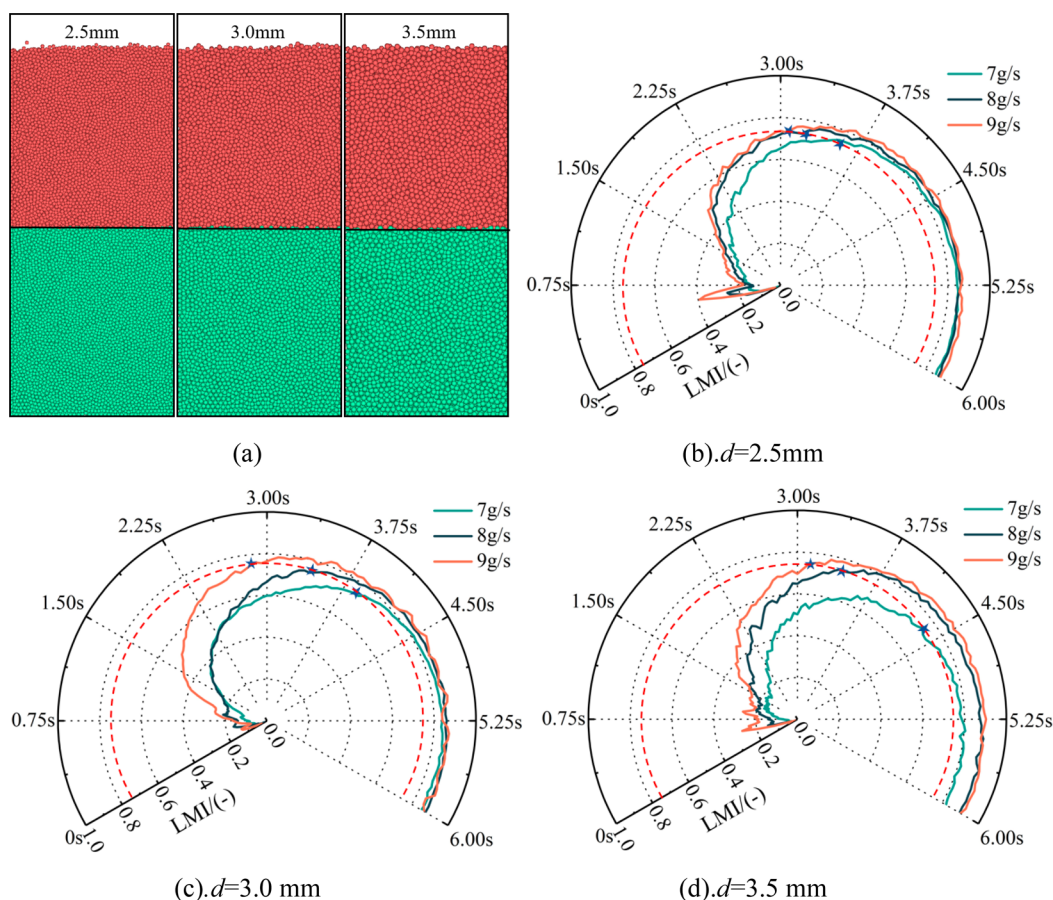 2.5mm 3.0mm 3.5mm
(a)
3.00s
2.25s 3.75s
1.50s 4.50s
0.75s 5.25s
0s 6.00s
0.0
0.2
0.4
0.6
0.8
1.0
LMI/(-)
7g/s
8g/s
9g/s
(b).d=2.5mm
3.00s
2.25s 3.75s
1.50s 4.50s
0.75s 5.25s
0s 6.00s
0.0
0.2
0.4
0.6
0.8
1.0
LMI/(-)
7g/s
8g/s
9g/s
(c).d=3.0 mm
3.00s
2.25s 3.75s
1.50s 4.50s
0.75s 5.25s
0s 6.00s
0.0
0.2
0.4
0.6
0.8
1.0
LMI/(-)
7g/s
8g/s
9g/s
(d).d=3.5 mm